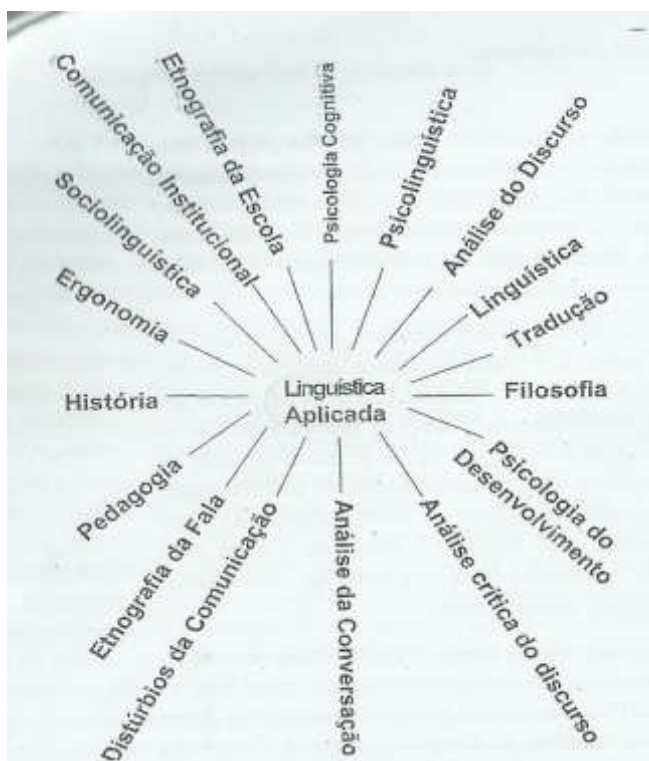 Comunicação Institucional
Etnografia da Escola
Psicologia Cognitiva
Psicolinguística
Análise do Discurso
Linguística
Tradução
Filosofia
Psicologia do
Desenvolvimento
Análise crítica do discurso
Análise da Conversação
Distúrbios da Comunicação
Etnografia da Fala
Pedagogia
História
Ergonomia
Sociolinguística
Linguística
Aplicada